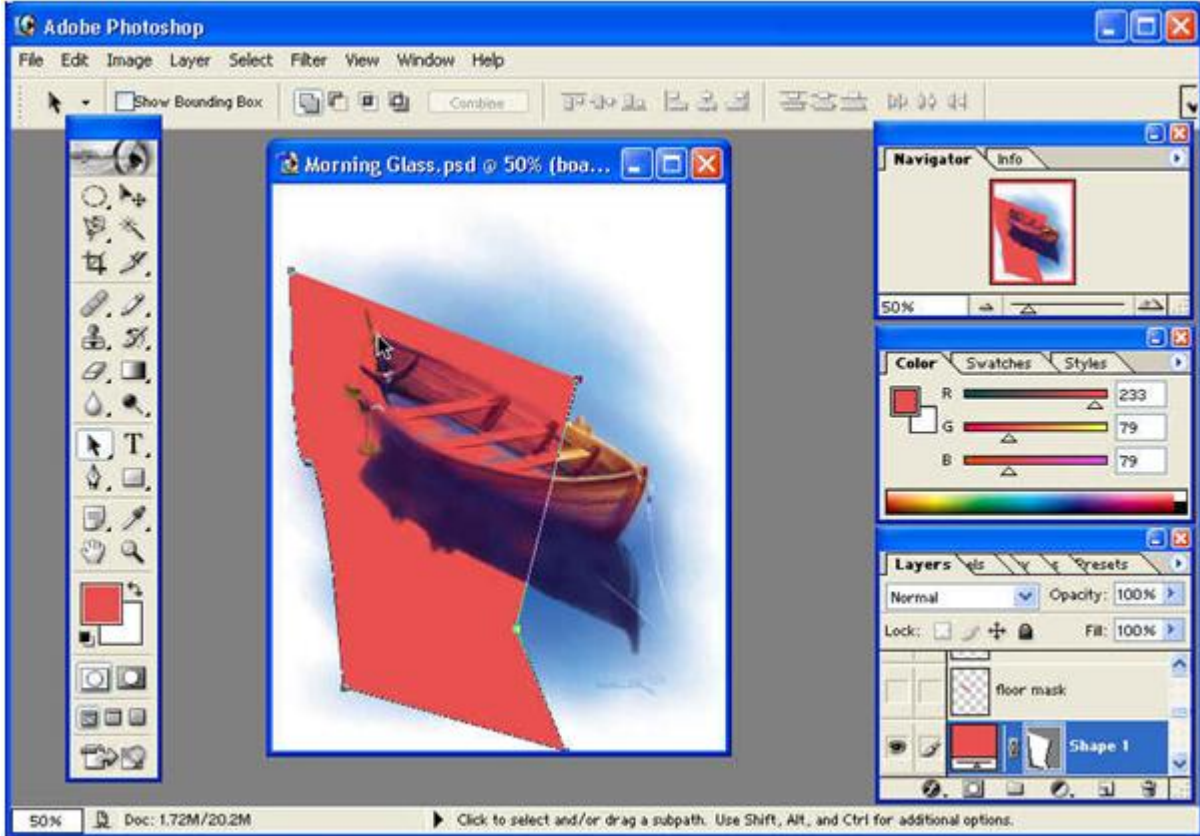 Adobe Photoshop
File Edit Image Layer Select Filter View Window Help
Show Bounding Box Combine
Morning Glass.psd @ 50% (boa...
Navigator Info
50%
Color Swatches Styles
R 233
G 79
B 79
Layers els resets
Normal Opacity: 100%
Lock: Fill: 100%
floor mask
Shape 1
T
50% Doc: 1.72M/20.2M Click to select and/or drag a subpath. Use Shift, Alt, and Ctrl for additional options.